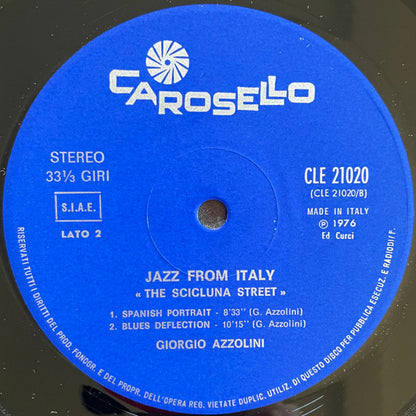 CAROSELLO
STEREO
33⅓ GIRI
S.I.A.E.
LATO 2
CLE 21020
(CLE 21020/B)
MADE IN ITALY
℗ 1976
Ed. Curci
JAZZ FROM ITALY
« THE SCICLUNA STREET »
1. SPANISH PORTRAIT - 8'33" (G. Azzolini)
2. BLUES DEFLECTION - 10'15" (G. Azzolini)
GIORGIO AZZOLINI
RISERVATI TUTTI I DIRITTI DEL PROD. FONOGR. E DEL PROPR. DELL'OPERA REG. VIETATE DUPLIC. UTILIZ. DI QUESTO DISCO PER PUBBLICA ESECUZ. E RADIODIF.